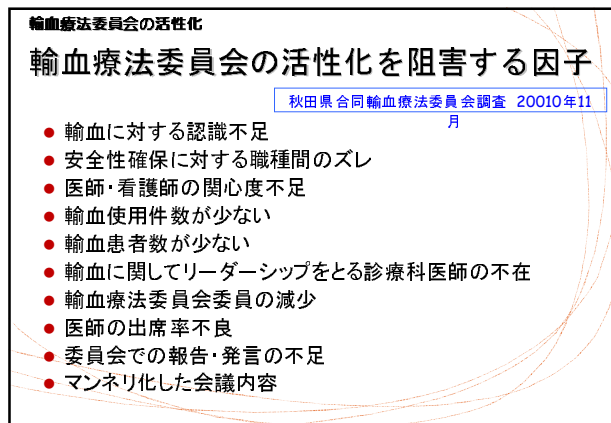 輸血療法委員会の活性化
輸血療法委員会の活性化を阻害する因子
秋田県合同輸血療法委員会調査 20010年11
月
● 輸血に対する認識不足
● 安全性確保に対する職種間のズレ
● 医師・看護師の関心度不足
● 輸血使用件数が少ない
● 輸血患者数が少ない
● 輸血に関してリーダーシップをとる診療科医師の不在
● 輸血療法委員会委員の減少
● 医師の出席率不良
● 委員会での報告・発言の不足
● マンネリ化した会議内容